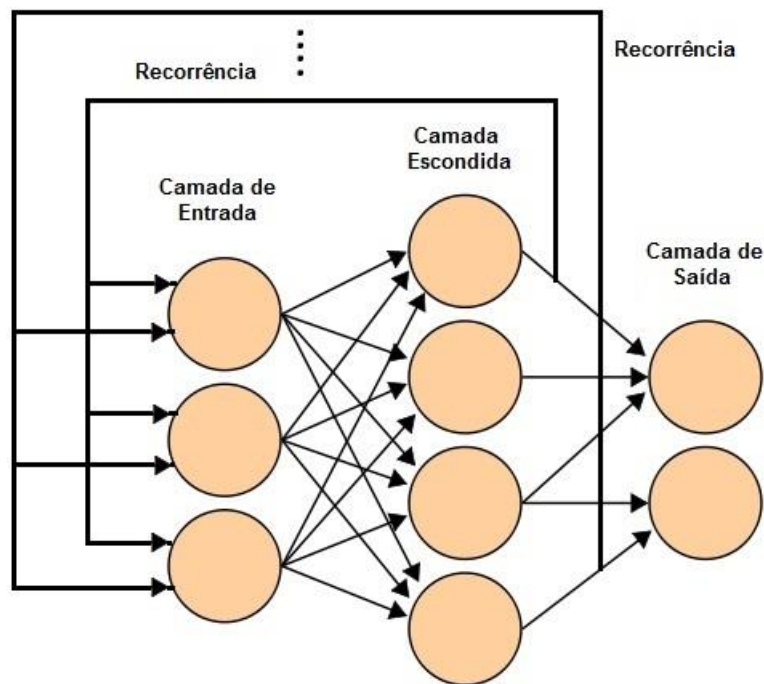 Recorrência
Recorrência
Camada
Escondida
Camada de
Entrada
Camada de
Saída